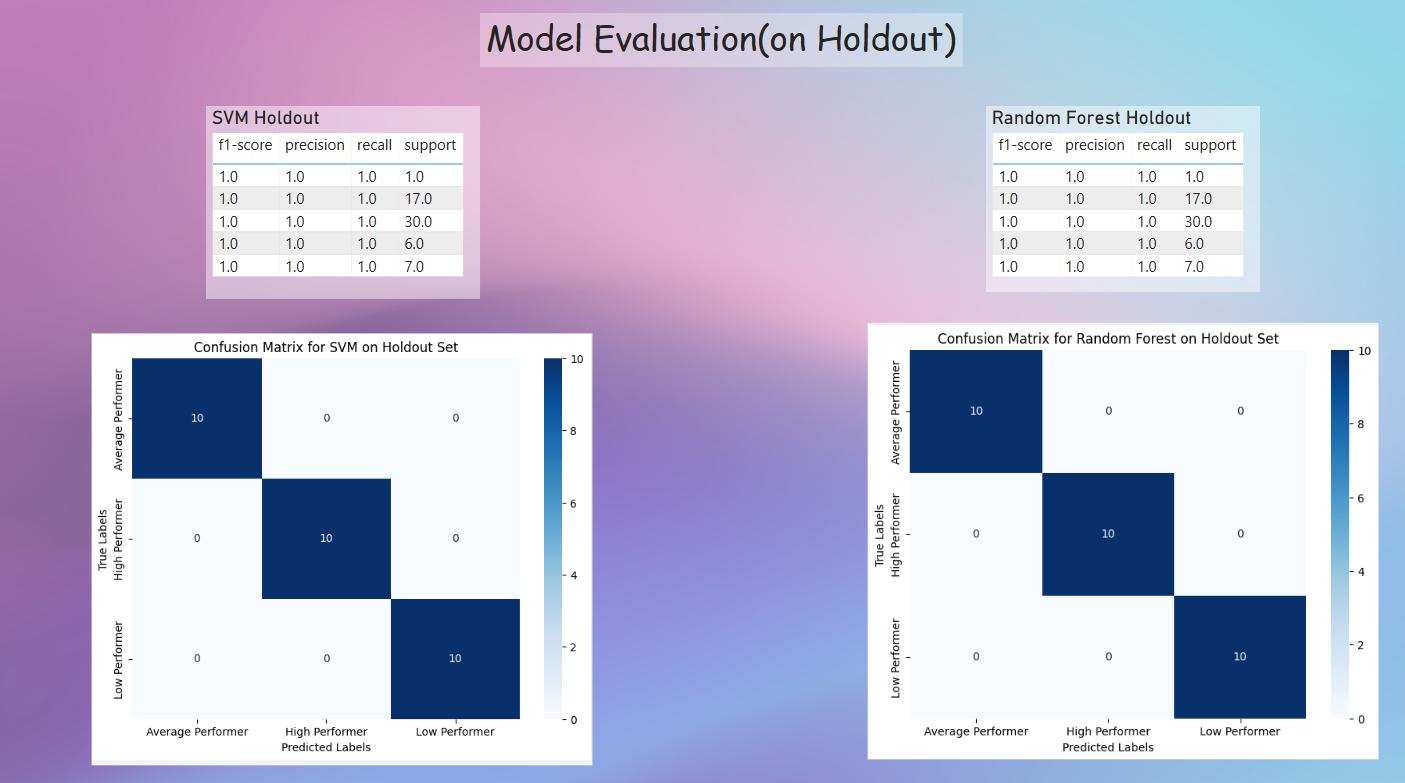 Model Evaluation(on Holdout)
SVM Holdout
f1-score precision recall support
1.0 1.0 1.0 1.0
1.0 1.0 1.0 17.0
1.0 1.0 1.0 30.0
1.0 1.0 1.0 6.0
1.0 1.0 1.0 7.0
Random Forest Holdout
f1-score precision recall support
1.0 1.0 1.0 1.0
1.0 1.0 1.0 17.0
1.0 1.0 1.0 30.0
1.0 1.0 1.0 6.0
1.0 1.0 1.0 7.0
Confusion Matrix for SVM on Holdout Set
True Labels
Average Performer
10 0 0
High Performer
0 10 0
Low Performer
0 0 10
Average Performer High Performer Low Performer
Predicted Labels
10
8
6
4
2
0
Confusion Matrix for Random Forest on Holdout Set
True Labels
Average Performer
10 0 0
High Performer
0 10 0
Low Performer
0 0 10
Average Performer High Performer Low Performer
Predicted Labels
10
8
6
4
2
0